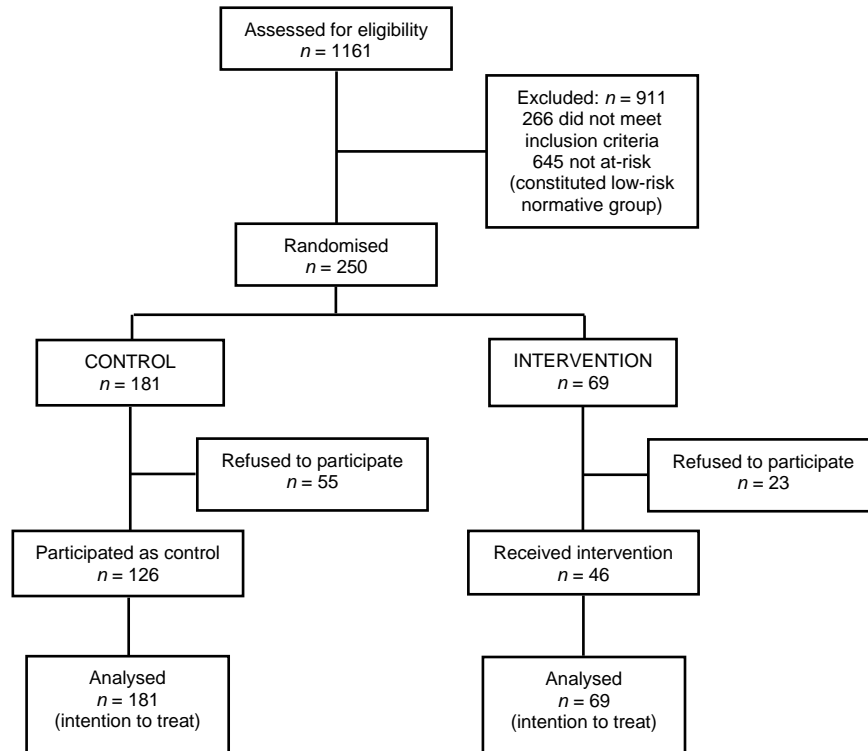 Assessed for eligibility
n = 1161
Excluded: n = 911
266 did not meet
inclusion criteria
645 not at-risk
(constituted low-risk
normative group)
Randomised
n = 250
CONTROL
n = 181
INTERVENTION
n = 69
Refused to participate
n = 55
Refused to participate
n = 23
Participated as control
n = 126
Received intervention
n = 46
Analysed
n = 181
(intention to treat)
Analysed
n = 69
(intention to treat)